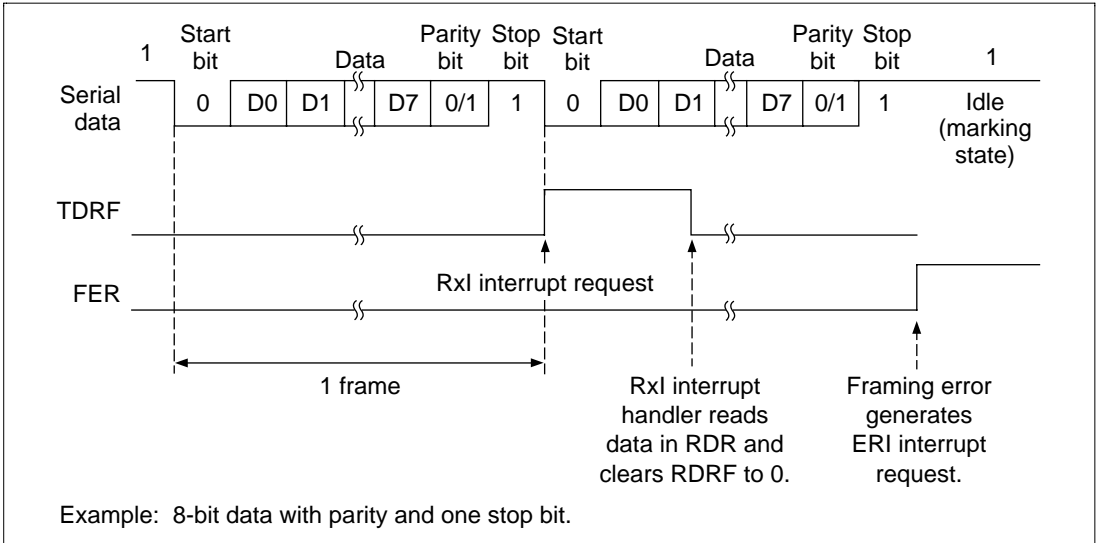 1 Start bit Data Parity bit Stop bit Start bit Data Parity bit Stop bit 1
Serial data 0 D0 D1 D7 0/1 1 0 D0 D1 D7 0/1 1 Idle (marking state)
TDRF
RxI interrupt request
FER
1 frame
RxI interrupt
handler reads
data in RDR and
clears RDRF to 0.
Framing error
generates
ERI interrupt
request.
Example: 8-bit data with parity and one stop bit.